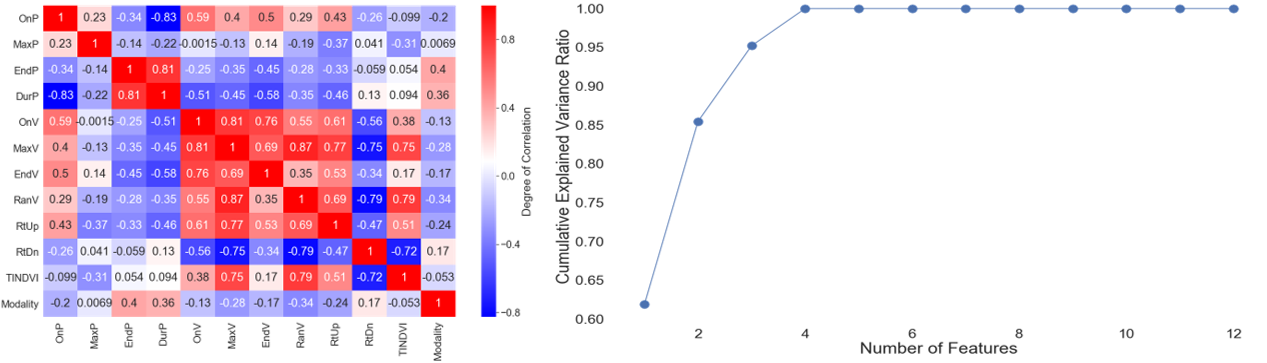 OnP 1 0.23 -0.34 -0.83 0.59 0.4 0.5 0.29 0.43 -0.26 -0.099 -0.2
MaxP 0.23 1 -0.14 -0.22 -0.0015 -0.13 0.14 -0.19 -0.37 0.041 -0.31 0.0069
EndP -0.34 -0.14 1 0.81 -0.25 -0.35 -0.45 -0.28 -0.33 -0.059 0.054 0.4
DurP -0.83 -0.22 0.81 1 -0.51 -0.45 -0.58 -0.35 -0.46 0.13 0.094 0.36
OnV 0.59 -0.0015 -0.25 -0.51 1 0.81 0.76 0.55 0.61 -0.56 0.38 -0.13
MaxV 0.4 -0.13 -0.35 -0.45 0.81 1 0.69 0.87 0.77 -0.75 0.75 -0.28
EndV 0.5 0.14 -0.45 -0.58 0.76 0.69 1 0.35 0.53 -0.34 0.17 -0.17
RanV 0.29 -0.19 -0.28 -0.35 0.55 0.87 0.35 1 0.69 -0.79 0.79 -0.34
RtUp 0.43 -0.37 -0.33 -0.46 0.61 0.77 0.53 0.69 1 -0.47 0.51 -0.24
RtDn -0.26 0.041 -0.059 0.13 -0.56 -0.75 -0.34 -0.79 -0.47 1 -0.72 0.17
TINDVI -0.099 -0.31 0.054 0.094 0.38 0.75 0.17 0.79 0.51 -0.72 1 -0.053
Modality -0.2 0.0069 0.4 0.36 -0.13 -0.28 -0.17 -0.34 -0.24 0.17 -0.053 1
OnP MaxP EndP DurP OnV MaxV EndV RanV RtUp RtDn TINDVI Modality
0.8
0.4
0.0
-0.4
-0.8
Degree of Correlation
Cumulative Explained Variance Ratio
1.00
0.95
0.90
0.85
0.80
0.75
0.70
0.65
0.60
2 4 6 8 10 12
Number of Features